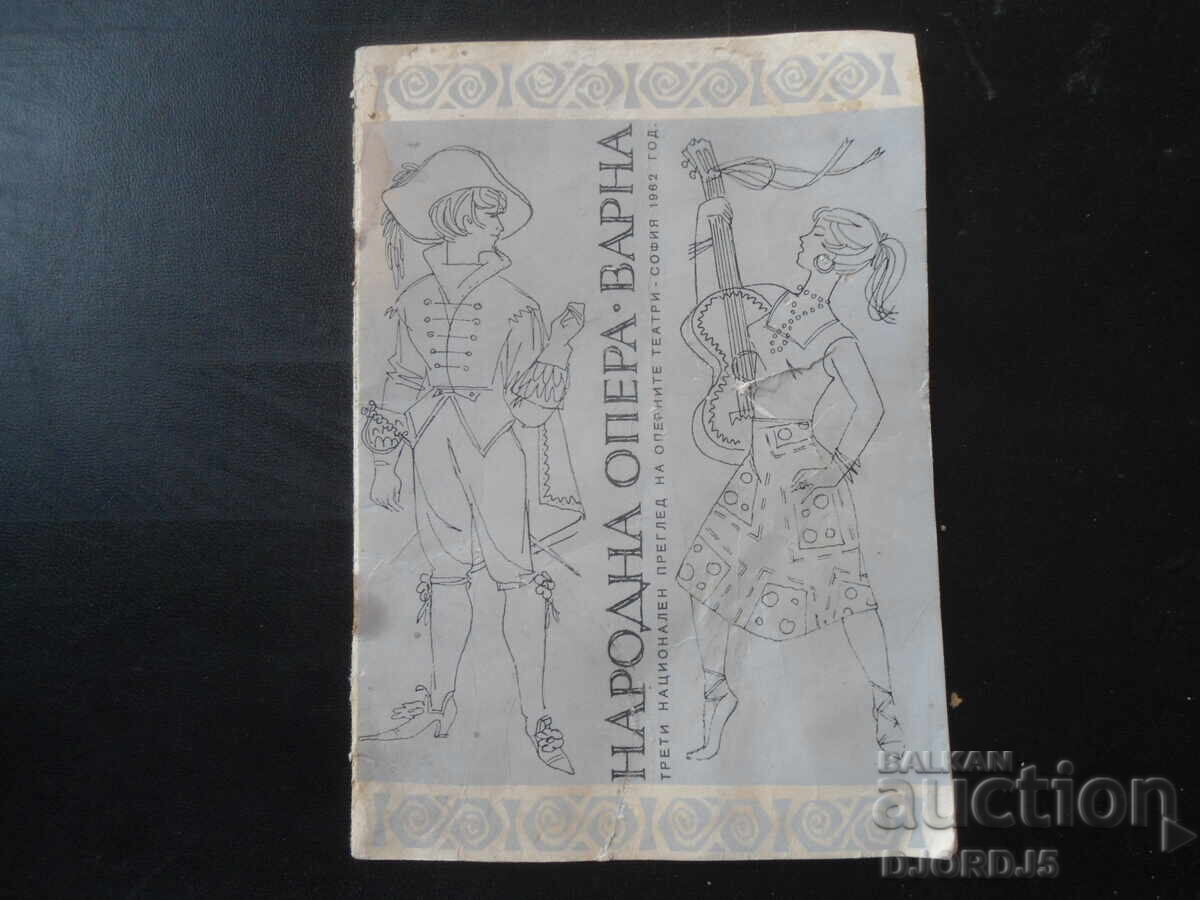 НАРОДНА ОПЕРА · ВАРНА
ТРЕТИ НАЦИОНАЛЕН ПРЕГЛЕД НА ОПЕРНИТЕ ТЕАТРИ - СОФИЯ 1962 ГОД.
BALKAN
auction
DJORDJ5